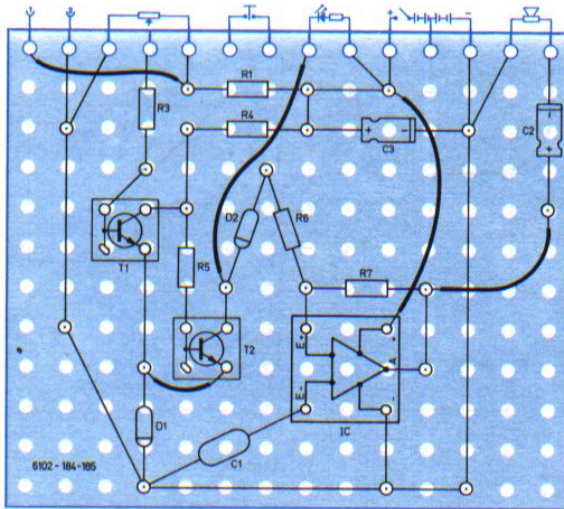 + -
R1
R3
R4
+ -
C3
-
C2
+
D2
R6
T1
R5
R7
T2
E+ +
A
E- -
IC
D1
C1
6102 - 184 - 185